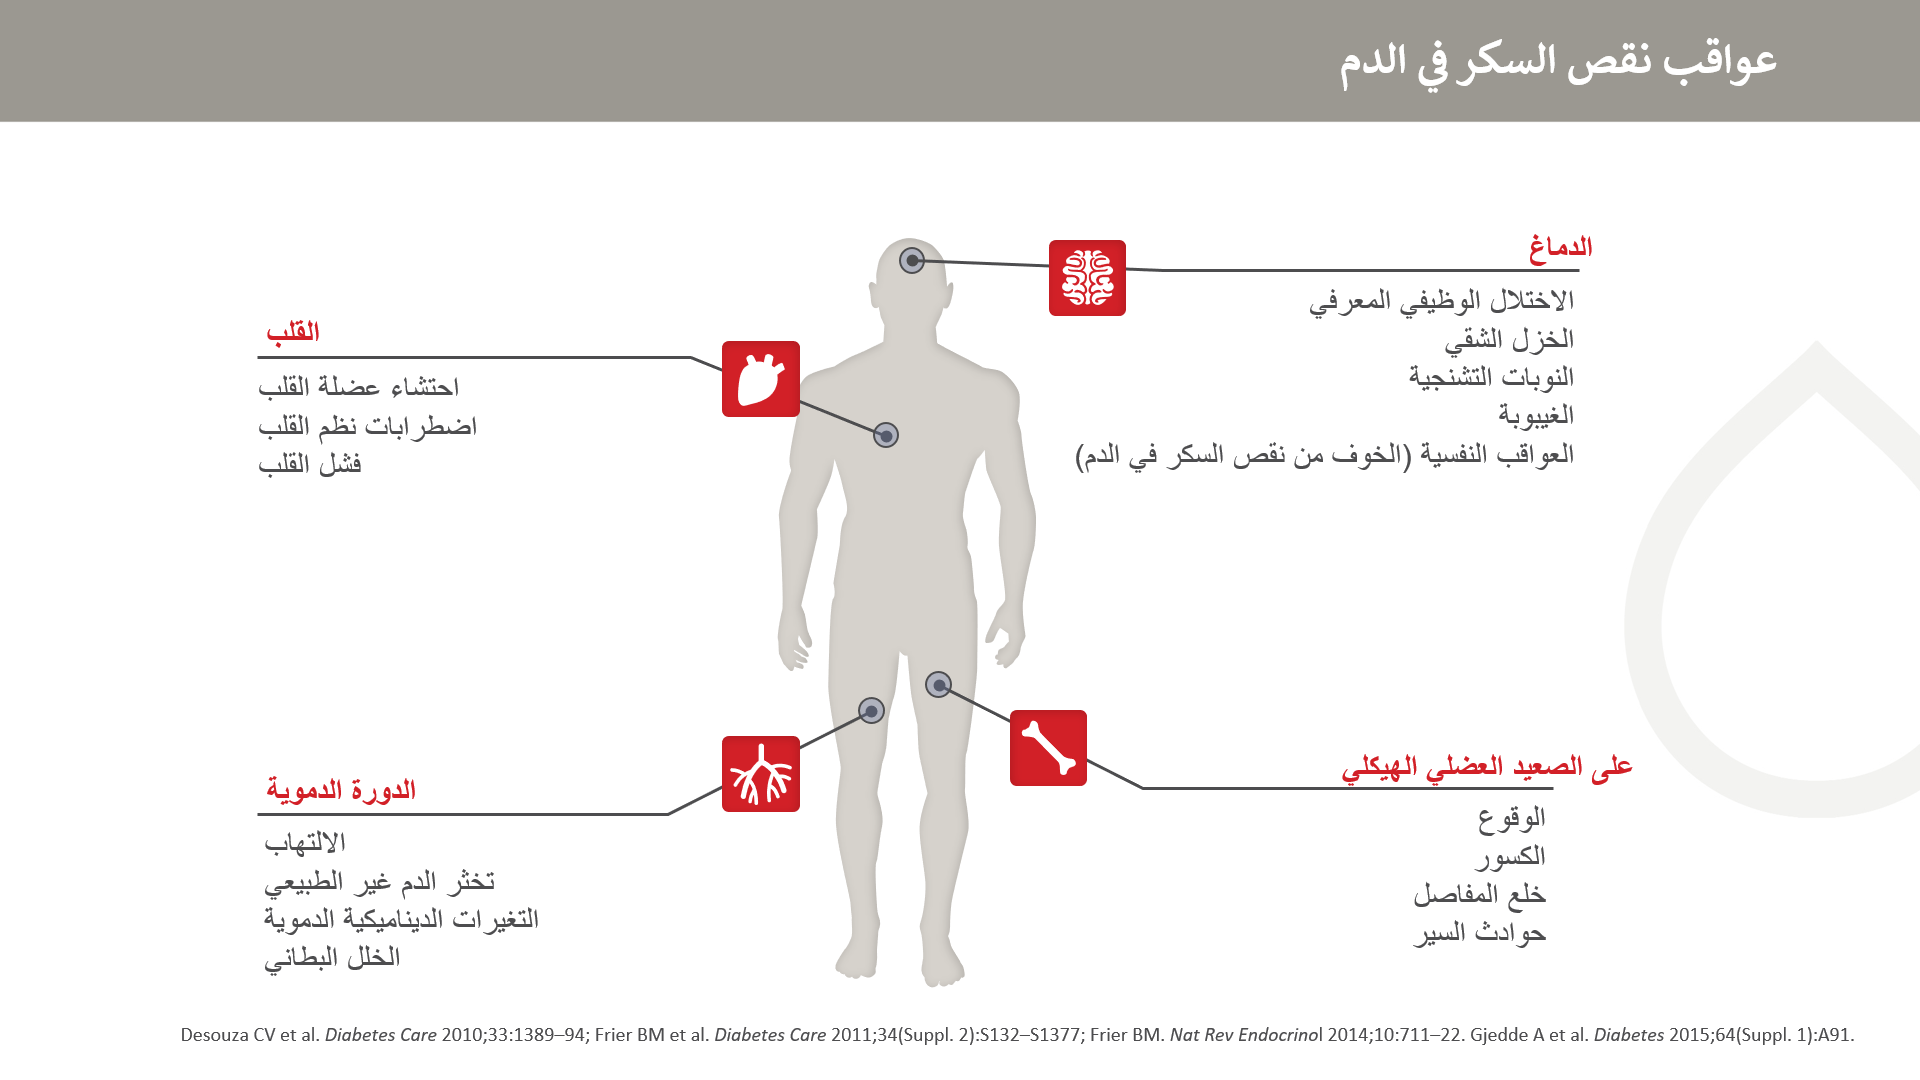 عواقب نقص السكر في الدم
الدماغ
الاختلال الوظيفي المعرفي
الخزل الشقي
النوبات التشنجية
الغيبوبة
العواقب النفسية (الخوف من نقص السكر في الدم)
القلب
احتشاء عضلة القلب
اضطرابات نظم القلب
فشل القلب
على الصعيد العضلي الهيكلي
الوقوع
الكسور
خلع المفاصل
حوادث السير
الدورة الدموية
الالتهاب
تخثر الدم غير الطبيعي
التغيرات الديناميكية الدموية
الخلل البطاني
Desouza CV et al. Diabetes Care 2010;33:1389–94; Frier BM et al. Diabetes Care 2011;34(Suppl. 2):S132–S1377; Frier BM. Nat Rev Endocrinol 2014;10:711–22. Gjedde A et al. Diabetes 2015;64(Suppl. 1):A91.